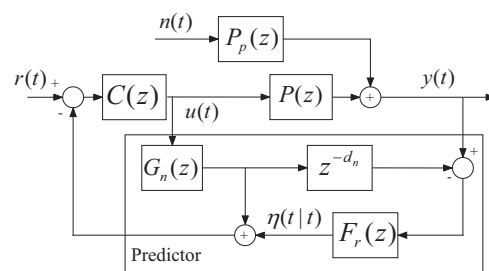 n(t)
P_p(z)
r(t) +
-
C(z)
u(t)
P(z)
+
y(t)
G_n(z)
z^{-d_n}
+
-
η(t|t)
+
F_r(z)
Predictor